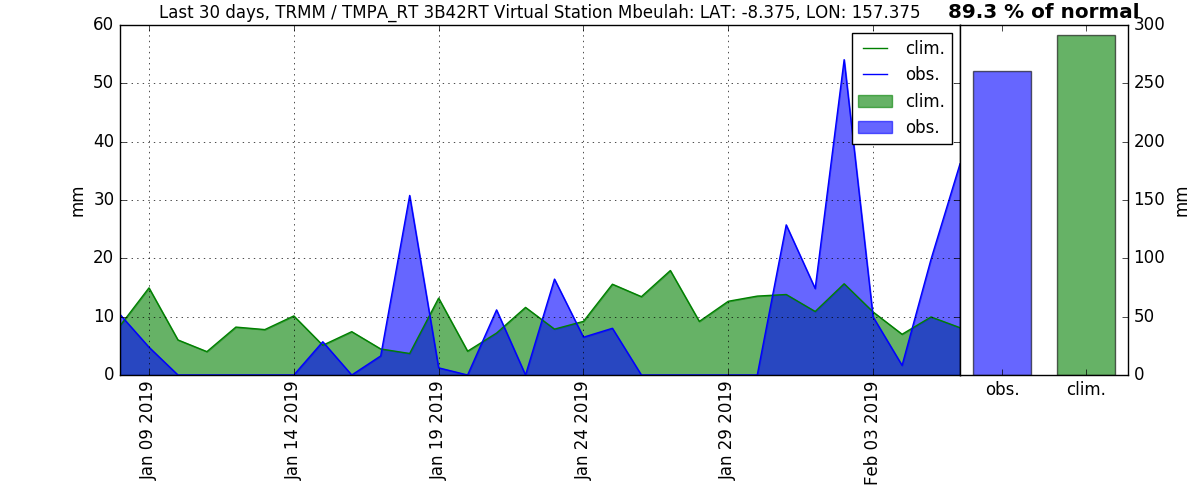 Last 30 days, TRMM / TMPA_RT 3B42RT Virtual Station Mbeulah: LAT: -8.375, LON: 157.375
89.3 % of normal
60
50
40
30
20
10
0
mm
clim.
obs.
clim.
obs.
Jan 09 2019
Jan 14 2019
Jan 19 2019
Jan 24 2019
Jan 29 2019
Feb 03 2019
300
250
200
150
100
50
0
mm
obs.
clim.